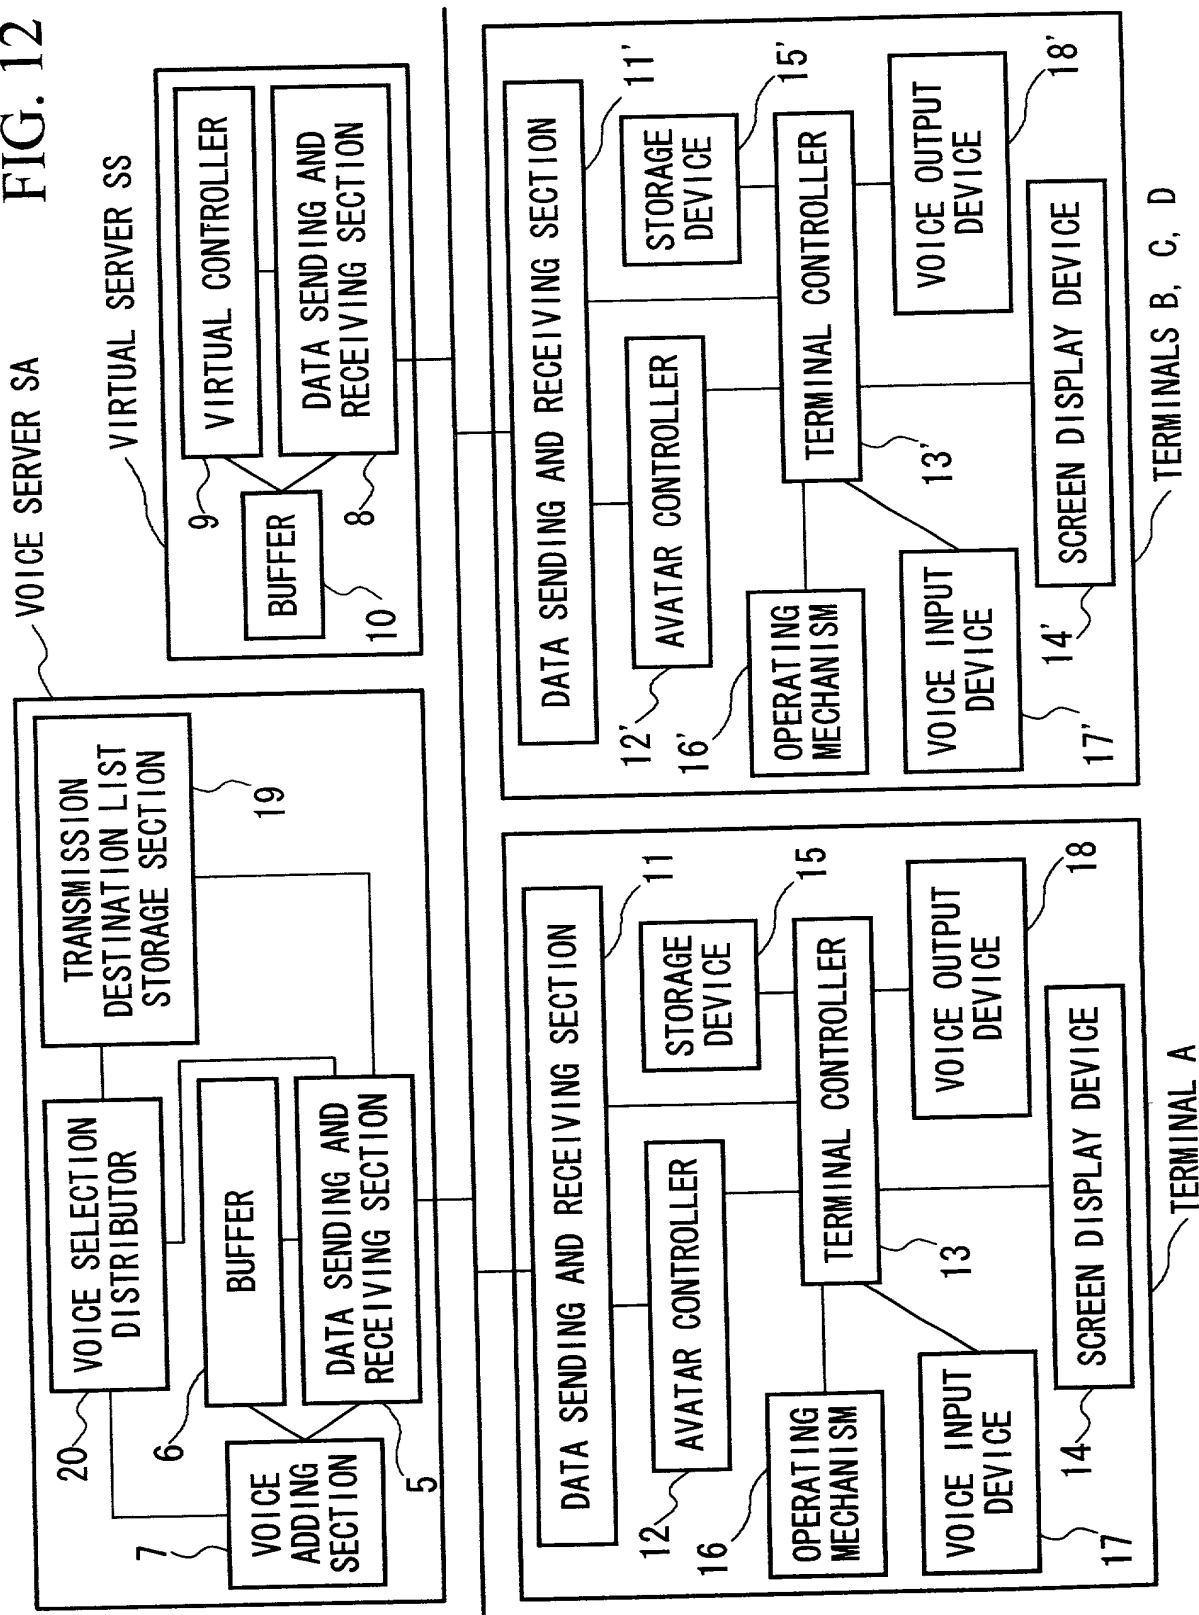 FIG. 12
VOICE SERVER SA
TRANSMISSION
DESTINATION LIST
STORAGE SECTION
19
VOICE SELECTION
DISTRIBUTOR
20
BUFFER
6
DATA SENDING AND
RECEIVING SECTION
5
VOICE
ADDING
SECTION
7
VIRTUAL SERVER SS
VIRTUAL CONTROLLER
9
DATA SENDING AND
RECEIVING SECTION
8
BUFFER
10
DATA SENDING AND RECEIVING SECTION
11
AVATAR CONTROLLER
12
STORAGE
DEVICE
15
OPERATING
MECHANISM
16
TERMINAL CONTROLLER
13
VOICE INPUT
DEVICE
17
VOICE OUTPUT
DEVICE
18
SCREEN DISPLAY DEVICE
14
TERMINAL A
DATA SENDING AND RECEIVING SECTION
11'
AVATAR CONTROLLER
12'
STORAGE
DEVICE
15'
OPERATING
MECHANISM
16'
TERMINAL CONTROLLER
13'
VOICE INPUT
DEVICE
17'
VOICE OUTPUT
DEVICE
18'
SCREEN DISPLAY DEVICE
14'
TERMINALS B, C, D